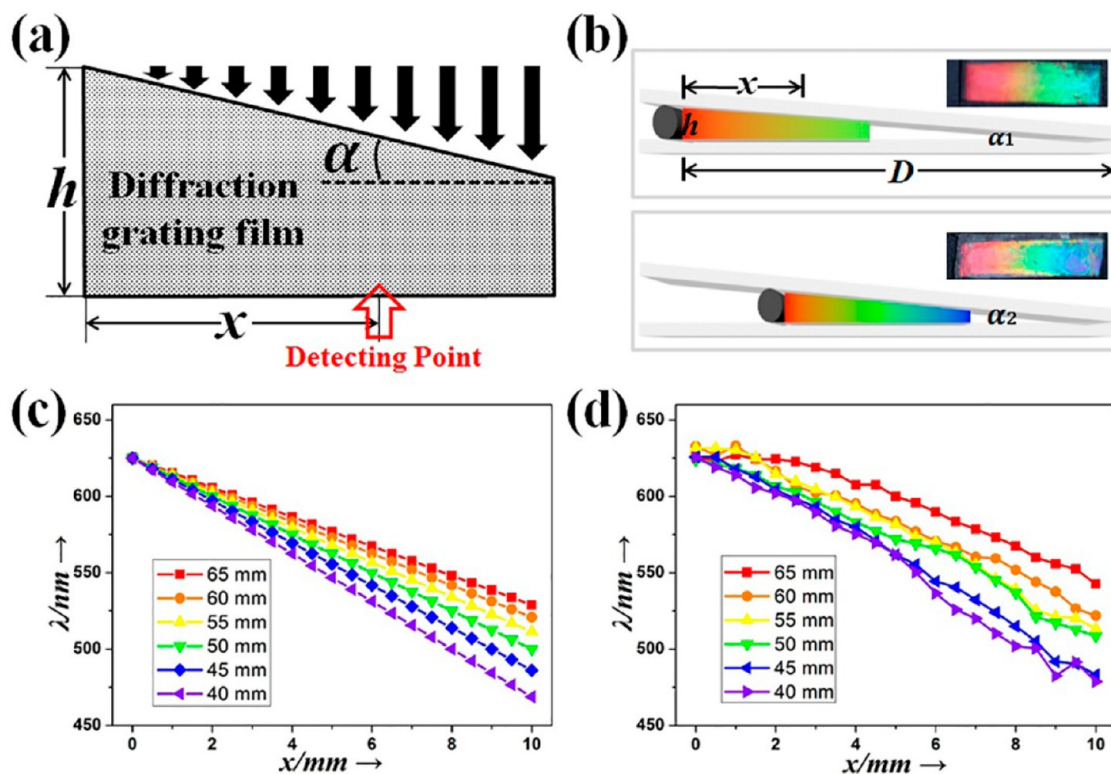 (a)
h
α
Diffraction
grating film
x
Detecting Point
(b)
x
h
α1
D
α2
(c)
650
600
550
500
450
λ/nm →
65 mm
60 mm
55 mm
50 mm
45 mm
40 mm
0 2 4 6 8 10
x/mm →
(d)
650
600
550
500
450
λ/nm →
65 mm
60 mm
55 mm
50 mm
45 mm
40 mm
0 2 4 6 8 10
x/mm →